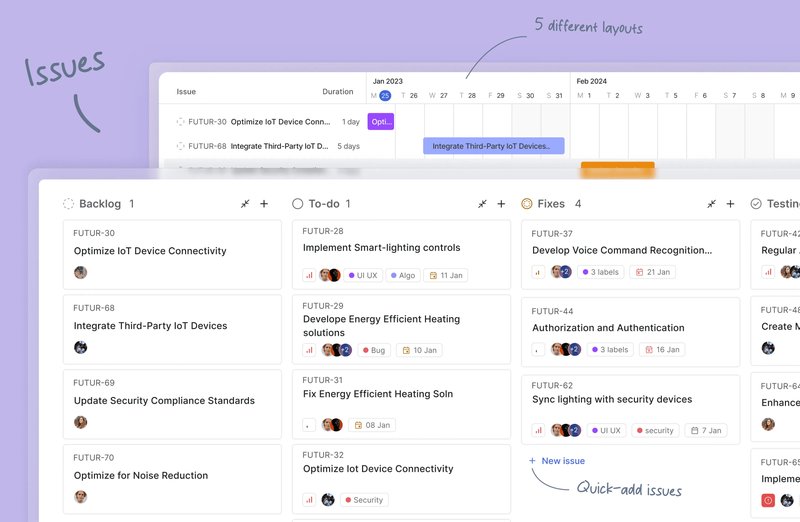 5 different layouts
Issues
Jan 2023
Feb 2024
Issue
Duration
M 25 T 26 W 27 T 28 F 29 S 30 S 31 M 1 T 2 W 3 T 4 F 5 T 6 S 7 S 8 M 9
FUTUR-30 Optimize IoT Device Conn... 1 day
Opti...
FUTUR-68 Integrate Third-Party IoT D... 5 days
Integrate Third-Party IoT Devices..
Backlog 1
FUTUR-30
Optimize IoT Device Connectivity
FUTUR-68
Integrate Third-Party IoT Devices
FUTUR-69
Update Security Compliance Standards
FUTUR-70
Optimize for Noise Reduction
To-do 1
FUTUR-28
Implement Smart-lighting controls
UI UX Algo 11 Jan
FUTUR-29
Develope Energy Efficient Heating
solutions
+2 Bug 10 Jan
FUTUR-31
Fix Energy Efficient Heating Soln
08 Jan
FUTUR-32
Optimize Iot Device Connectivity
Security
Fixes 4
FUTUR-37
Develop Voice Command Recognition...
+2 3 labels 21 Jan
FUTUR-44
Authorization and Authentication
+2 3 labels 16 Jan
FUTUR-62
Sync lighting with security devices
+2 UI UX security 7 Jan
+ New issue
Quick-add issues
Testin
FUTUR-42
Regular
FUTUR-48
Create M
FUTUR-64
Enhance
FUTUR-65
Impleme